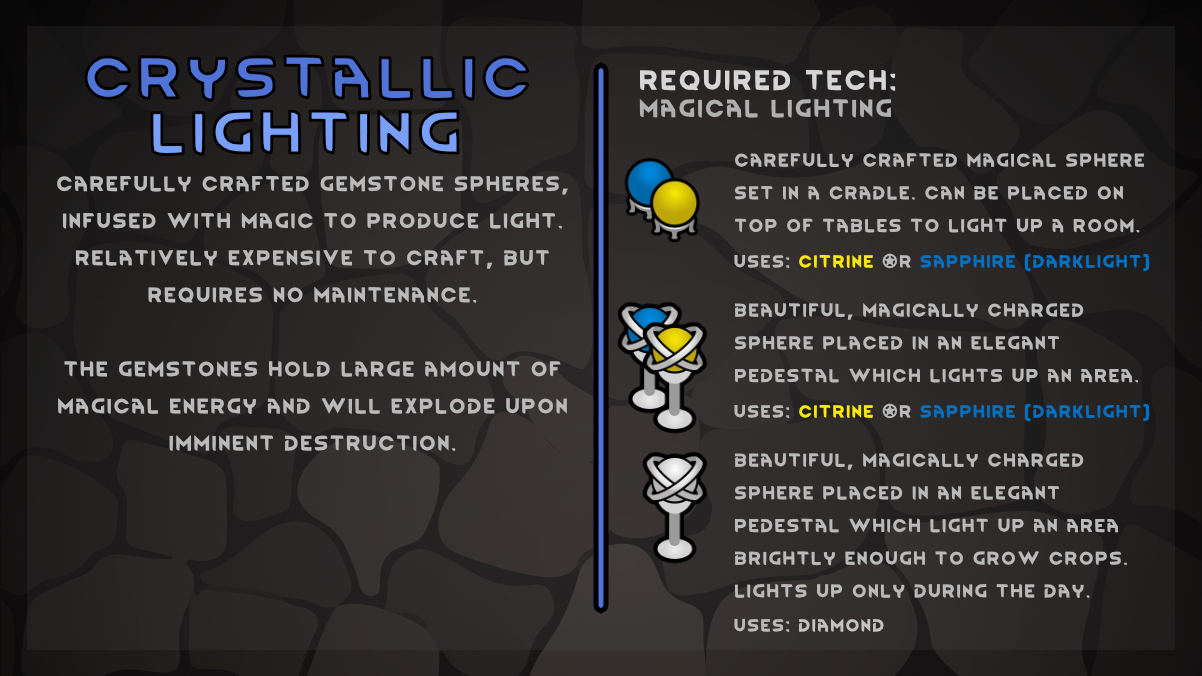 CRYSTALLIC
LIGHTING
CAREFULLY CRAFTED GEMSTONE SPHERES,
INFUSED WITH MAGIC TO PRODUCE LIGHT.
RELATIVELY EXPENSIVE TO CRAFT, BUT
REQUIRES NO MAINTENANCE.
THE GEMSTONES HOLD LARGE AMOUNT OF
MAGICAL ENERGY AND WILL EXPLODE UPON
IMMINENT DESTRUCTION.
REQUIRED TECH:
MAGICAL LIGHTING
CAREFULLY CRAFTED MAGICAL SPHERE
SET IN A CRADLE. CAN BE PLACED ON
TOP OF TABLES TO LIGHT UP A ROOM.
USES: CITRINE OR SAPPHIRE (DARKLIGHT)
BEAUTIFUL, MAGICALLY CHARGED
SPHERE PLACED IN AN ELEGANT
PEDESTAL WHICH LIGHTS UP AN AREA.
USES: CITRINE OR SAPPHIRE (DARKLIGHT)
BEAUTIFUL, MAGICALLY CHARGED
SPHERE PLACED IN AN ELEGANT
PEDESTAL WHICH LIGHT UP AN AREA
BRIGHTLY ENOUGH TO GROW CROPS.
LIGHTS UP ONLY DURING THE DAY.
USES: DIAMOND